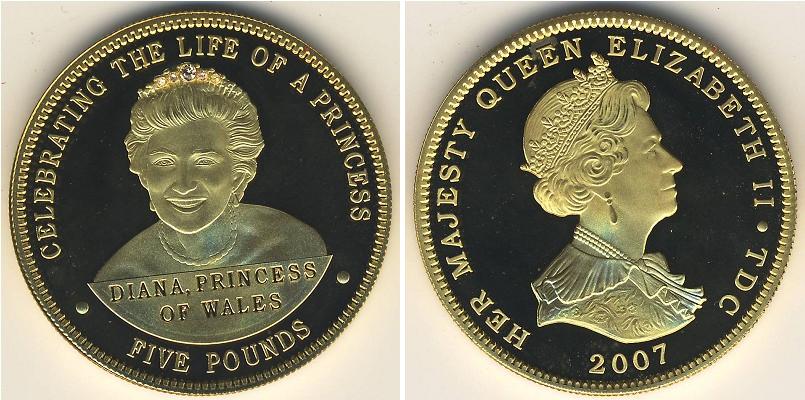 CELEBRATING THE LIFE OF A PRINCESS
DIANA, PRINCESS
OF WALES
FIVE POUNDS
HER MAJESTY QUEEN ELIZABETH II • TDC
2007